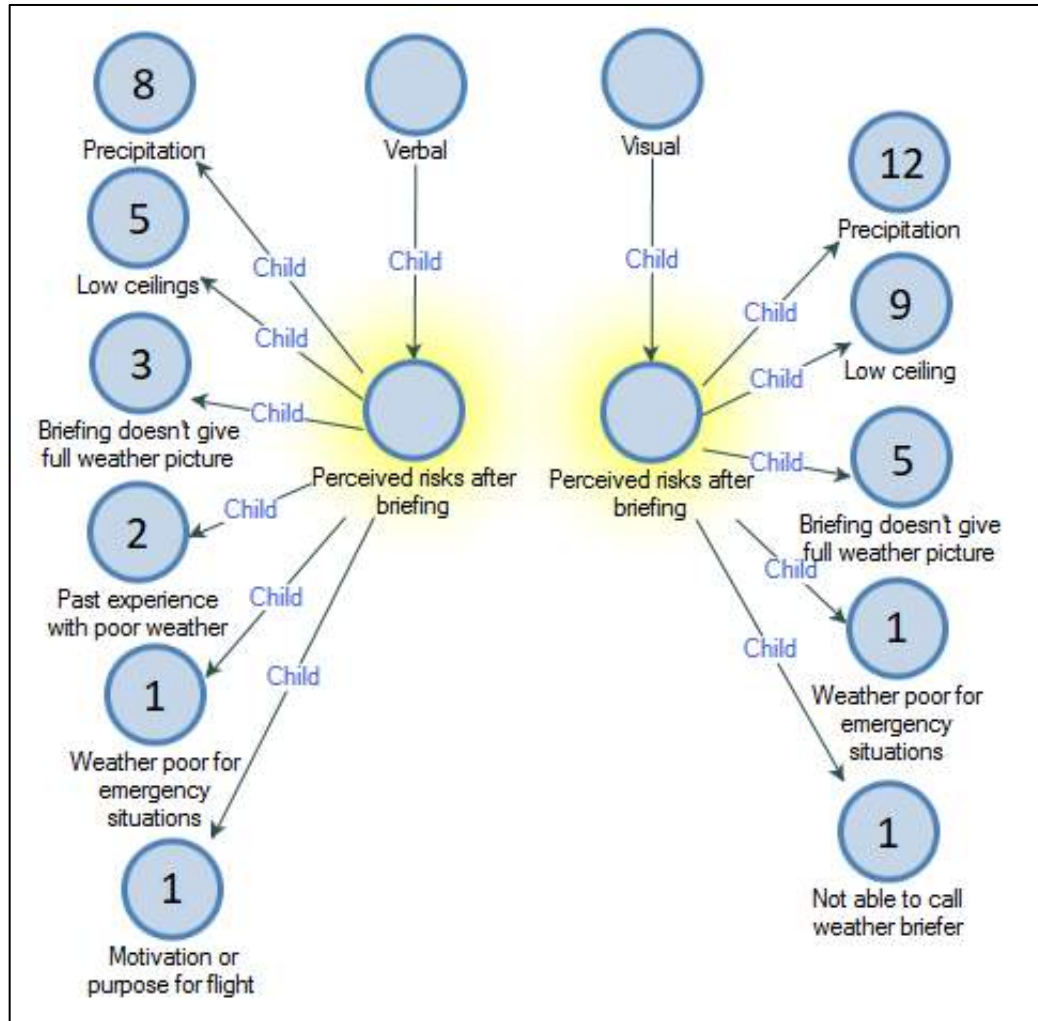 8
Precipitation
5
Low ceilings
3
Briefing doesn't give
full weather picture
2
Past experience
with poor weather
1
Weather poor for
emergency
situations
1
Motivation or
purpose for flight
Verbal
Child
Perceived risks after
briefing
Child
Child
Child
Child
Child
Child
Visual
Child
Perceived risks after
briefing
Child
Child
Child
Child
Child
12
Precipitation
9
Low ceiling
5
Briefing doesn't give
full weather picture
1
Weather poor for
emergency
situations
1
Not able to call
weather briefer